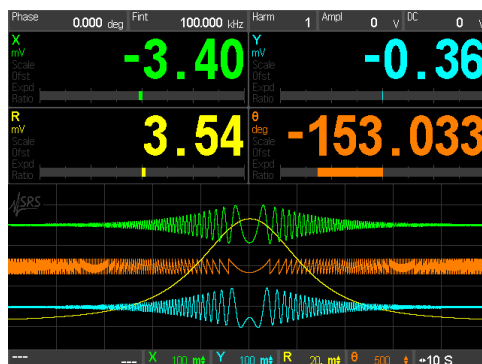 Phase 0.000 deg Fint 100.000 kHz Harm 1 Ampl 0 V DC 0 V
X Y
mV -3.40 mV -0.36
Scale Scale
Ofst Ofst
Expd Expd
Ratio Ratio
R θ
mV 3.54 deg -153.033
Scale Scale
Ofst Ofst
Expd Expd
Ratio Ratio
SRS
--- --- X 100 m Y 100 m R 20. m θ 500 10 S